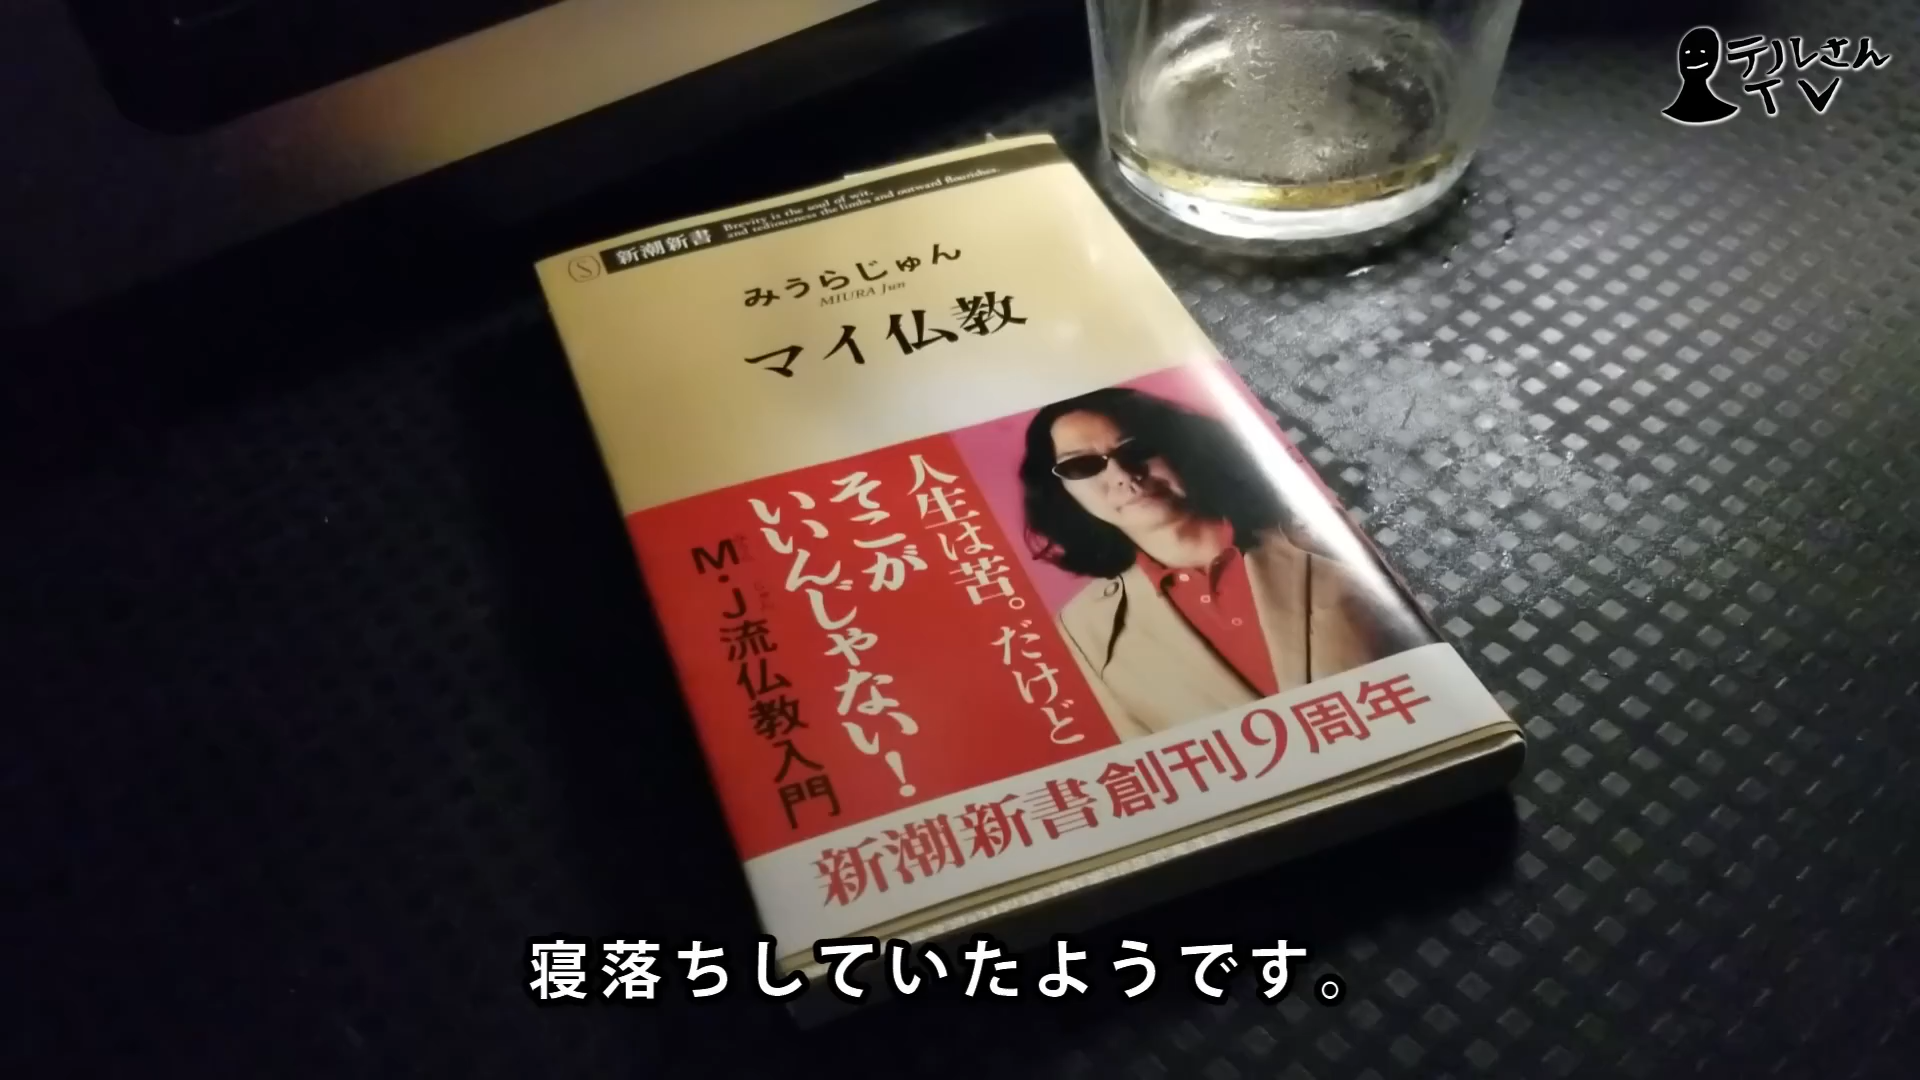 テルさん
TV
S
新潮新書
Brevity is the soul of wit,
and tediousness the limbs and outward flourishes.
みうらじゅん
MIURA Jun
マイ仏教
人生は苦。だけど
そこが
いいんじゃない！
M・J流仏教入門
新潮新書創刊9周年
寝落ちしていたようです。